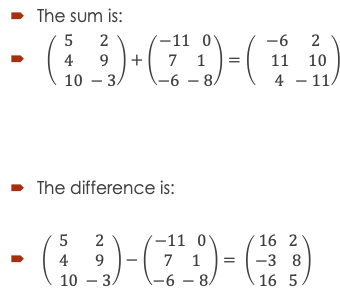 The sum is:
( 5 2 ) + ( −11 0 ) = ( −6 2 )
( 4 9 ) ( 7 1 ) ( 11 10 )
( 10 − 3 ) ( −6 − 8 ) ( 4 − 11 )
The difference is:
( 5 2 ) − ( −11 0 ) = ( 16 2 )
( 4 9 ) ( 7 1 ) ( −3 8 )
( 10 − 3 ) ( −6 − 8 ) ( 16 5 )